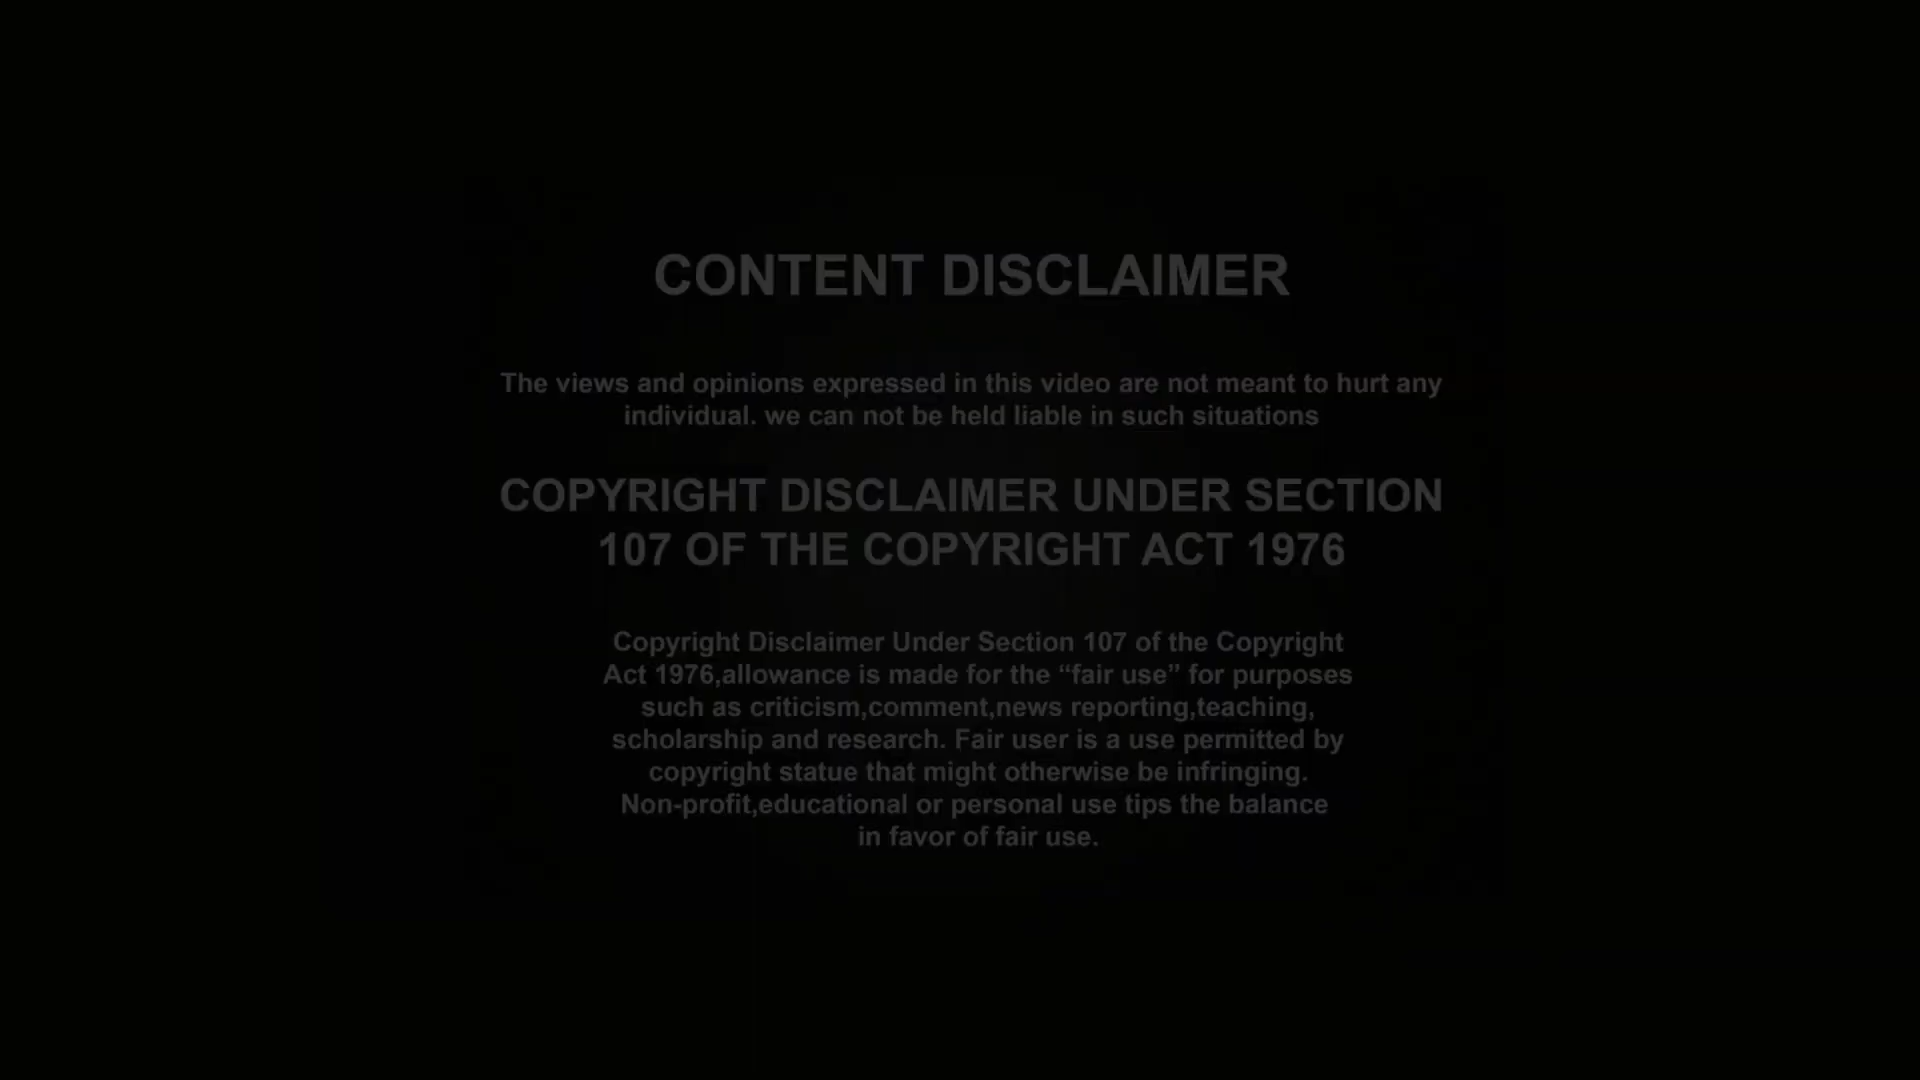 CONTENT DISCLAIMER
The views and opinions expressed in this video are not meant to hurt any
individual. we can not be held liable in such situations
COPYRIGHT DISCLAIMER UNDER SECTION
107 OF THE COPYRIGHT ACT 1976
Copyright Disclaimer Under Section 107 of the Copyright
Act 1976,allowance is made for the “fair use” for purposes
such as criticism,comment,news reporting,teaching,
scholarship and research. Fair user is a use permitted by
copyright statue that might otherwise be infringing.
Non-profit,educational or personal use tips the balance
in favor of fair use.